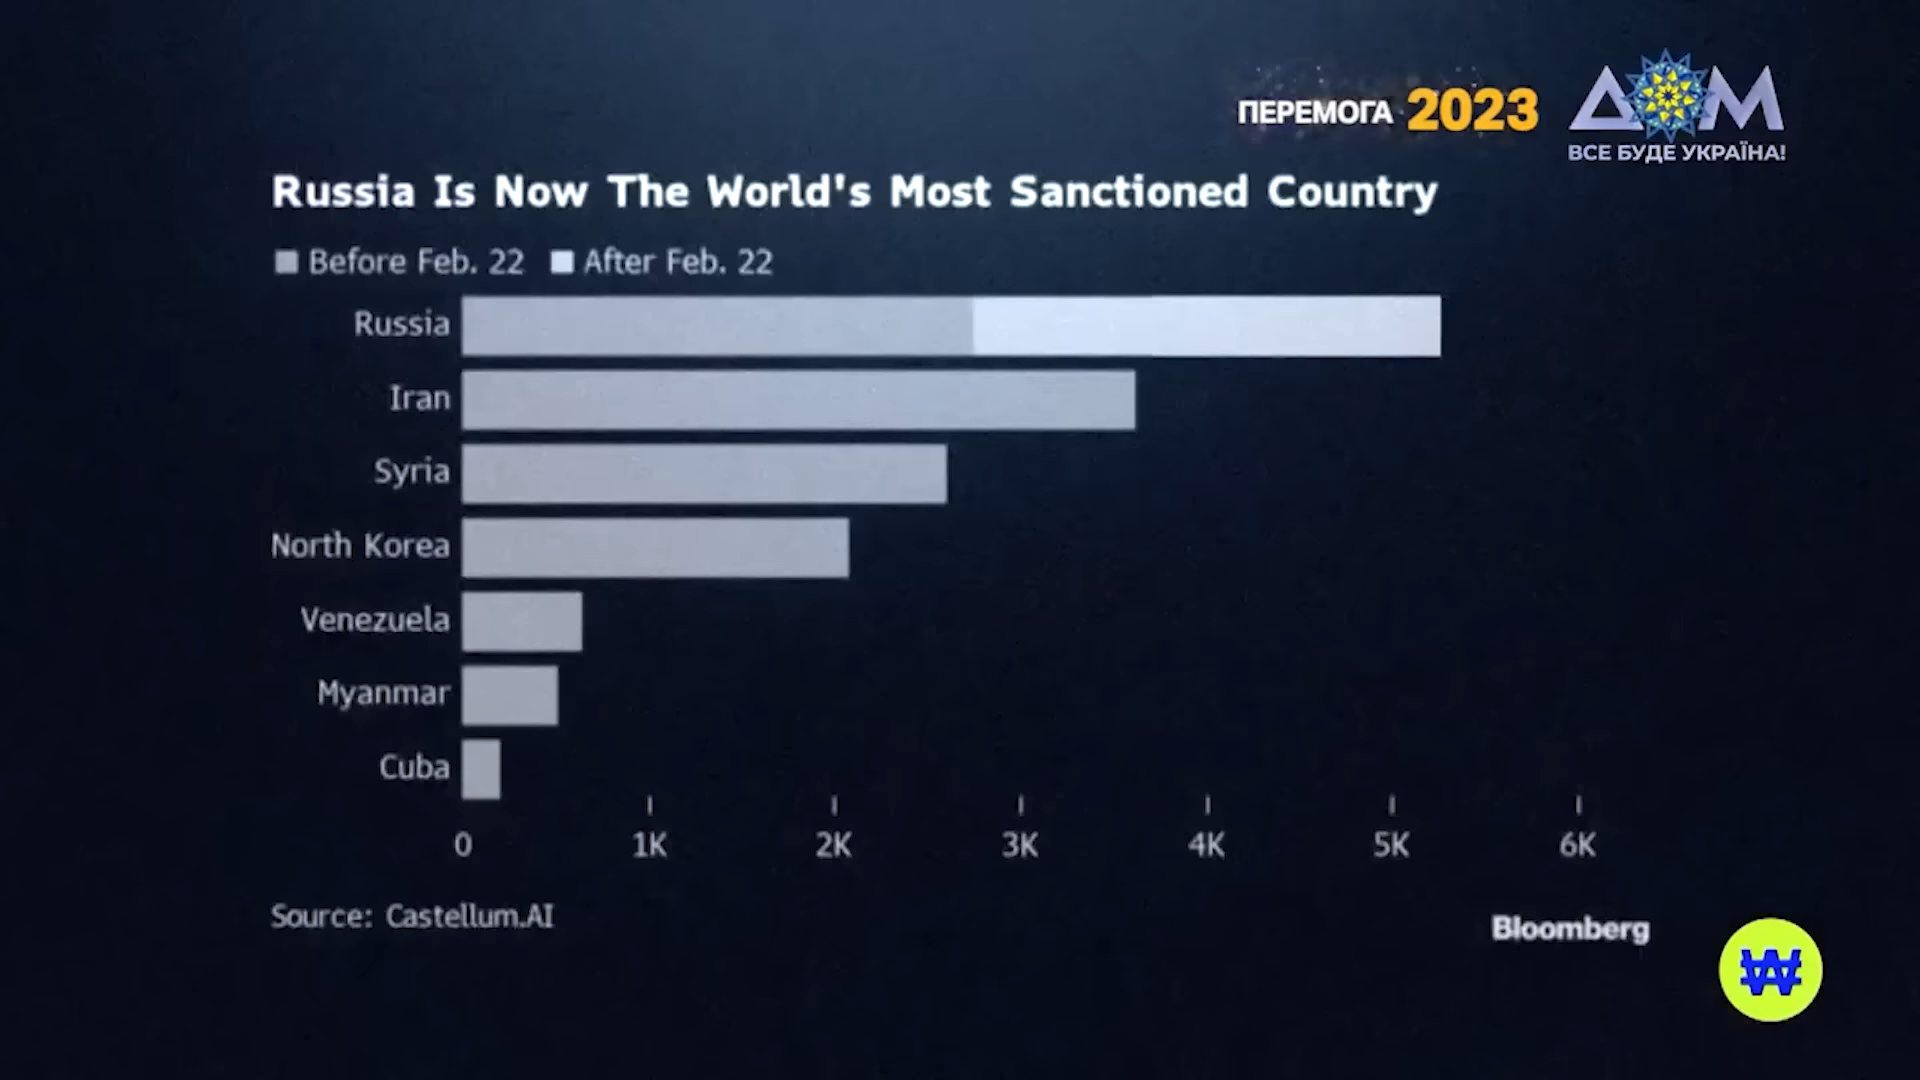 ПЕРЕМОГА 2023
ДОМ
ВСЕ БУДЕ УКРАЇНА!
Russia Is Now The World's Most Sanctioned Country
Before Feb. 22 After Feb. 22
Russia
Iran
Syria
North Korea
Venezuela
Myanmar
Cuba
0 1K 2K 3K 4K 5K 6K
Source: Castellum.AI
Bloomberg